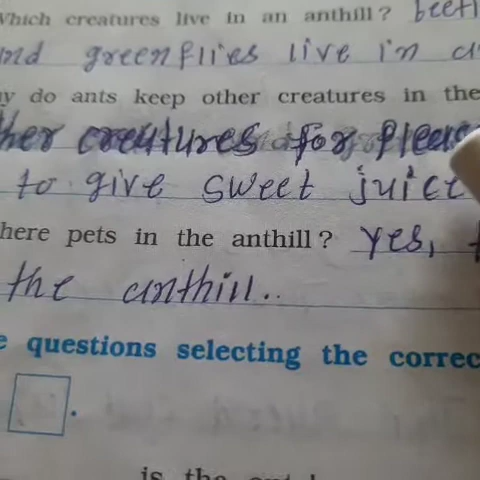 Which creatures live in an anthill? beetl
and greenflies live in a
y do ants keep other creatures in the
her creatures for pleas
to give sweet juice
here pets in the anthill? yes,
the anthill..
e questions selecting the correc
.
is the